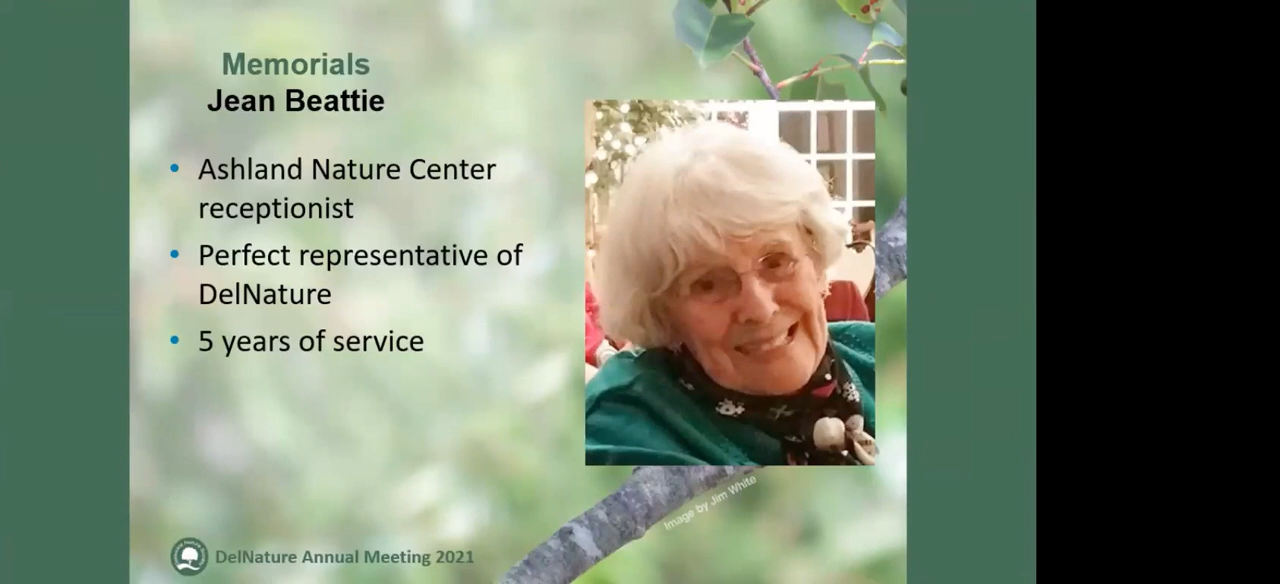 Memorials
Jean Beattie
• Ashland Nature Center
receptionist
• Perfect representative of
DelNature
• 5 years of service
Image by Jim White
DelNature Annual Meeting 2021